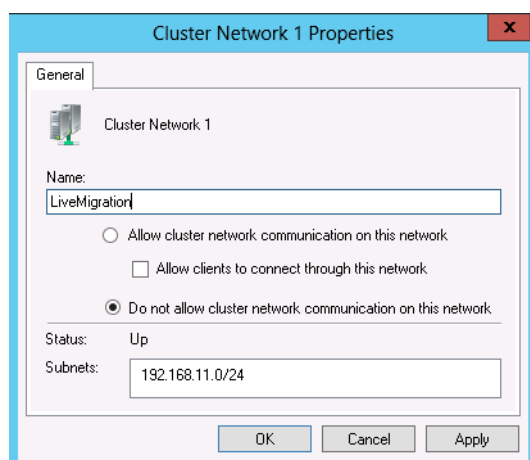 Cluster Network 1 Properties
x
General
Cluster Network 1
Name:
LiveMigration
Allow cluster network communication on this network
Allow clients to connect through this network
Do not allow cluster network communication on this network
Status: Up
Subnets: 192.168.11.0/24
OK Cancel Apply